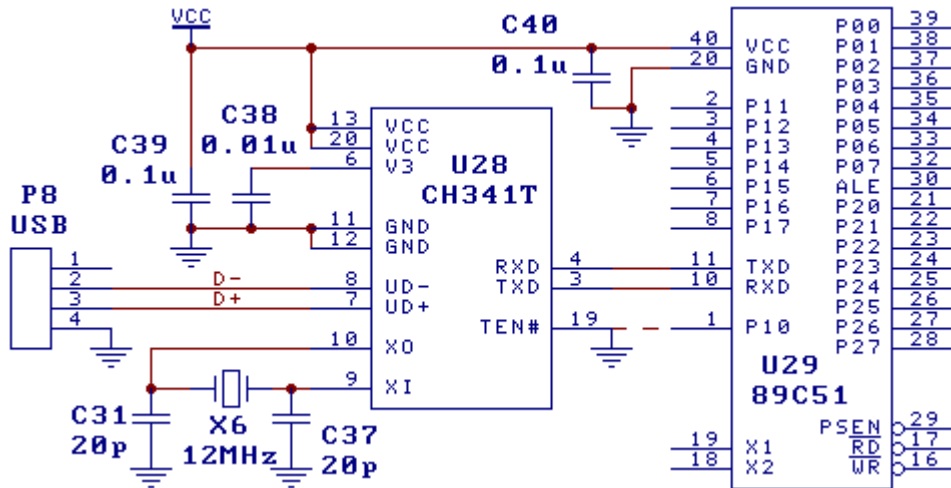 VCC
C40
0.1u
C39
0.1u
C38
0.01u
P8
USB
1
2
3
4
D-
D+
13
20
6
11
12
8
7
10
9
VCC
VCC
V3
GND
GND
UD-
UD+
XO
XI
U28
CH341T
RXD
TXD
TEN#
4
3
19
C31
20p
X6
12MHz
C37
20p
40
20
2
3
4
5
6
7
8
11
10
1
19
18
VCC
GND
P11
P12
P13
P14
P15
P16
P17
TXD
RXD
P10
X1
X2
U29
89C51
P00
P01
P02
P03
P04
P05
P06
P07
ALE
P20
P21
P22
P23
P24
P25
P26
P27
PSEN
RD
WR
39
38
37
36
35
34
33
32
30
21
22
23
24
25
26
27
28
29
17
16